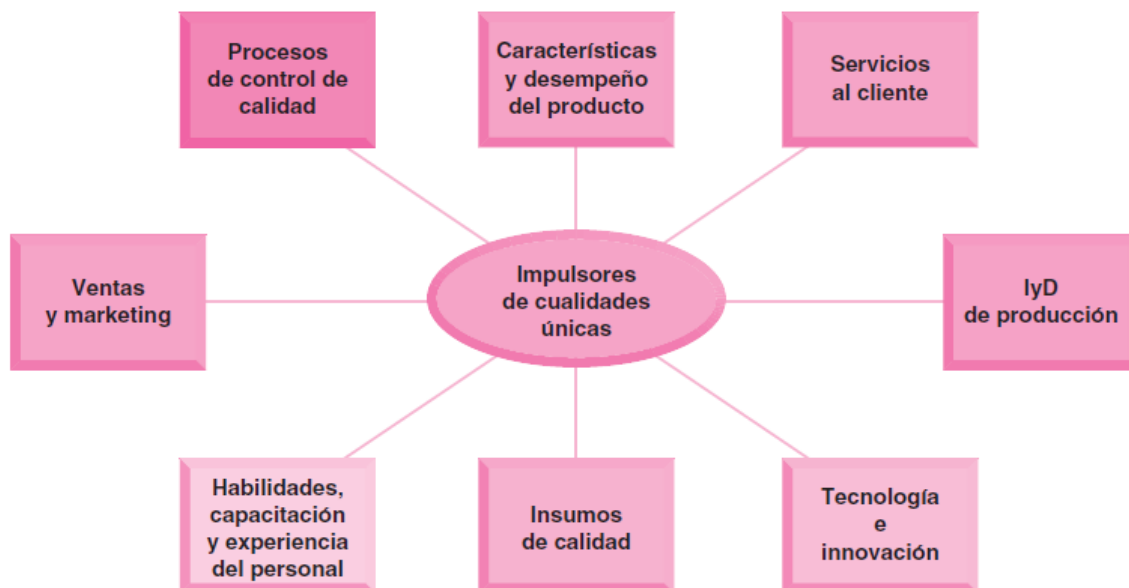 Procesos
de control de
calidad
Características
y desempeño
del producto
Servicios
al cliente
Ventas
y marketing
Impulsores
de cualidades
únicas
IyD
de producción
Habilidades,
capacitación
y experiencia
del personal
Insumos
de calidad
Tecnología
e
innovación